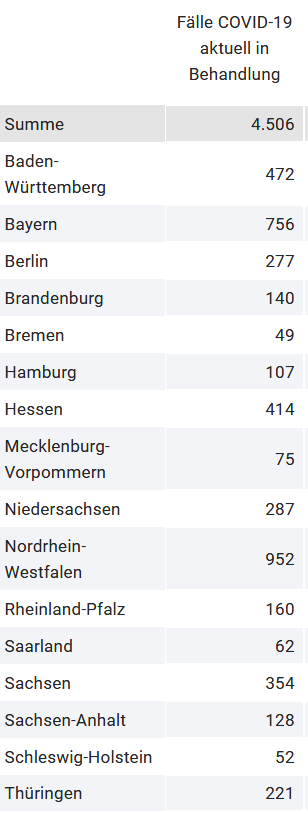 Fälle COVID-19
aktuell in
Behandlung
Summe 4.506
Baden-
Württemberg 472
Bayern 756
Berlin 277
Brandenburg 140
Bremen 49
Hamburg 107
Hessen 414
Mecklenburg-
Vorpommern 75
Niedersachsen 287
Nordrhein-
Westfalen 952
Rheinland-Pfalz 160
Saarland 62
Sachsen 354
Sachsen-Anhalt 128
Schleswig-Holstein 52
Thüringen 221